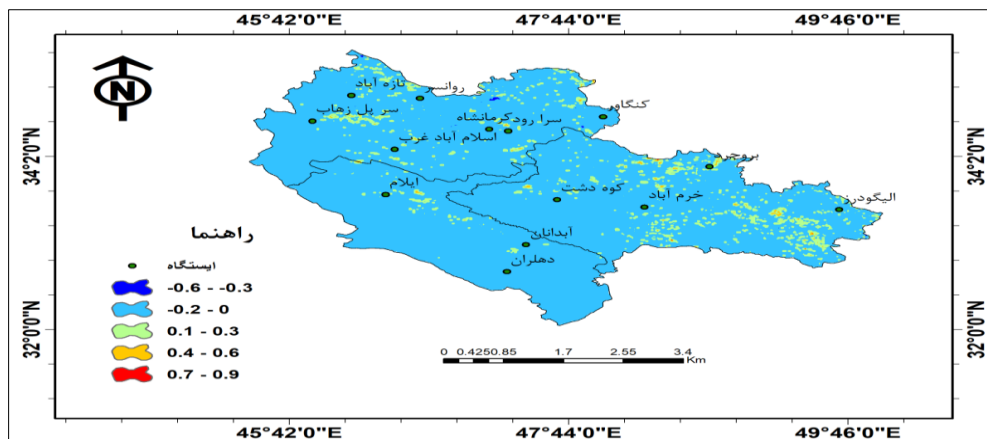 45°42'0"E 47°44'0"E 49°46'0"E
34°2'0"N
32°0'0"N
34°2'0"N
32°0'0"N
N
تازه آباد
روانسر
سر پل زهاب
سرا رود کرمانشاه
کنگاور
اسلام آباد غرب
بروجرد
ایلام
کوه دشت
خرم آباد
الیگودرز
آبدانان
دهلران
راهنما
ایستگاه
-0.6 - -0.3
-0.2 - 0
0.1 - 0.3
0.4 - 0.6
0.7 - 0.9
0 0.4250.85 1.7 2.55 3.4
Km
45°42'0"E 47°44'0"E 49°46'0"E